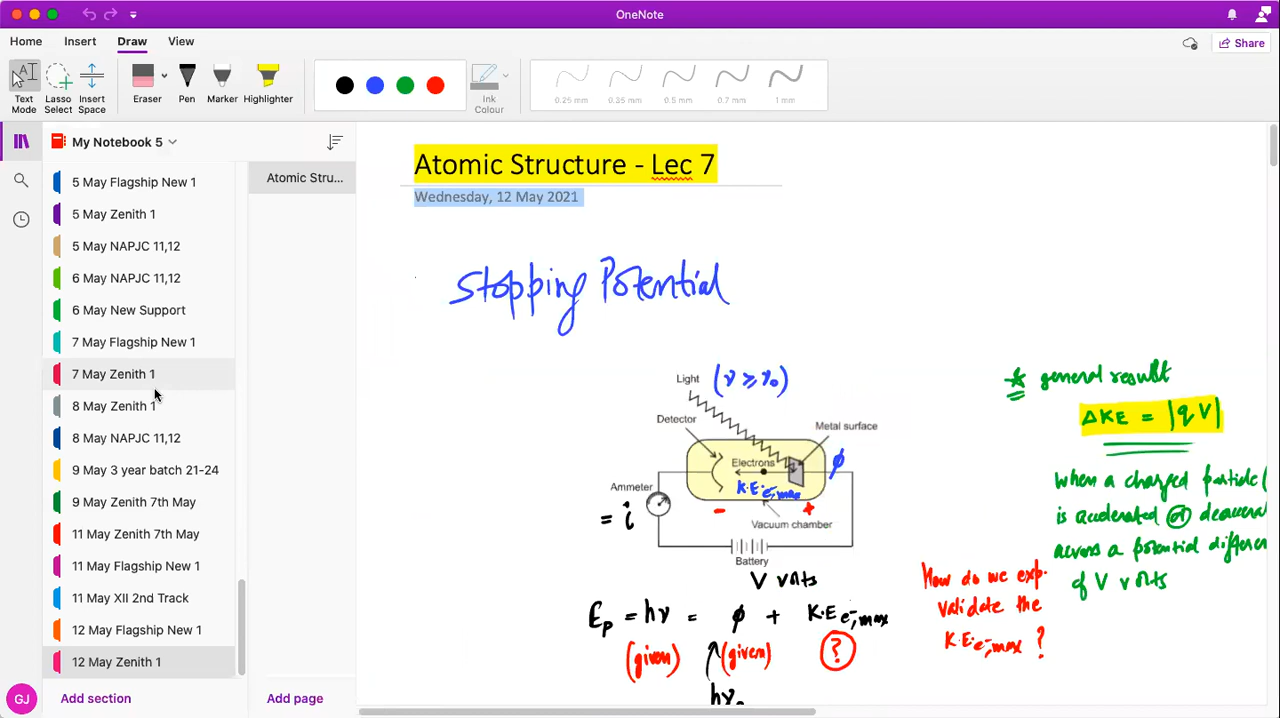 OneNote
Home Insert Draw View
Share
Text Mode
Lasso Select
Insert Space
Eraser
Pen
Marker
Highlighter
Ink Colour
0.25 mm 0.35 mm 0.5 mm 0.7 mm 1 mm
My Notebook 5
5 May Flagship New 1
5 May Zenith 1
5 May NAPJC 11,12
6 May NAPJC 11,12
6 May New Support
7 May Flagship New 1
7 May Zenith 1
8 May Zenith 1
8 May NAPJC 11,12
9 May 3 year batch 21-24
9 May Zenith 7th May
11 May Zenith 7th May
11 May Flagship New 1
11 May XII 2nd Track
12 May Flagship New 1
12 May Zenith 1
GJ
Add section
Atomic Stru...
Add page
Atomic Structure - Lec 7
Wednesday, 12 May 2021
Stopping Potential
Light (ν ≥ ν₀)
Detector
Metal surface
Electrons
ϕ
K.E e⁻,max
Ammeter
= i
- +
Vacuum chamber
Battery
V volts
Ep = hν = ϕ + K.E e⁻,max
(given) (given) ?
hν₀
general result
ΔKE = |qV|
when a charged particle (
is accelerated or deacceler
across a potential differen
of V volts
How do we exp.
validate the
K.E e⁻,max ?